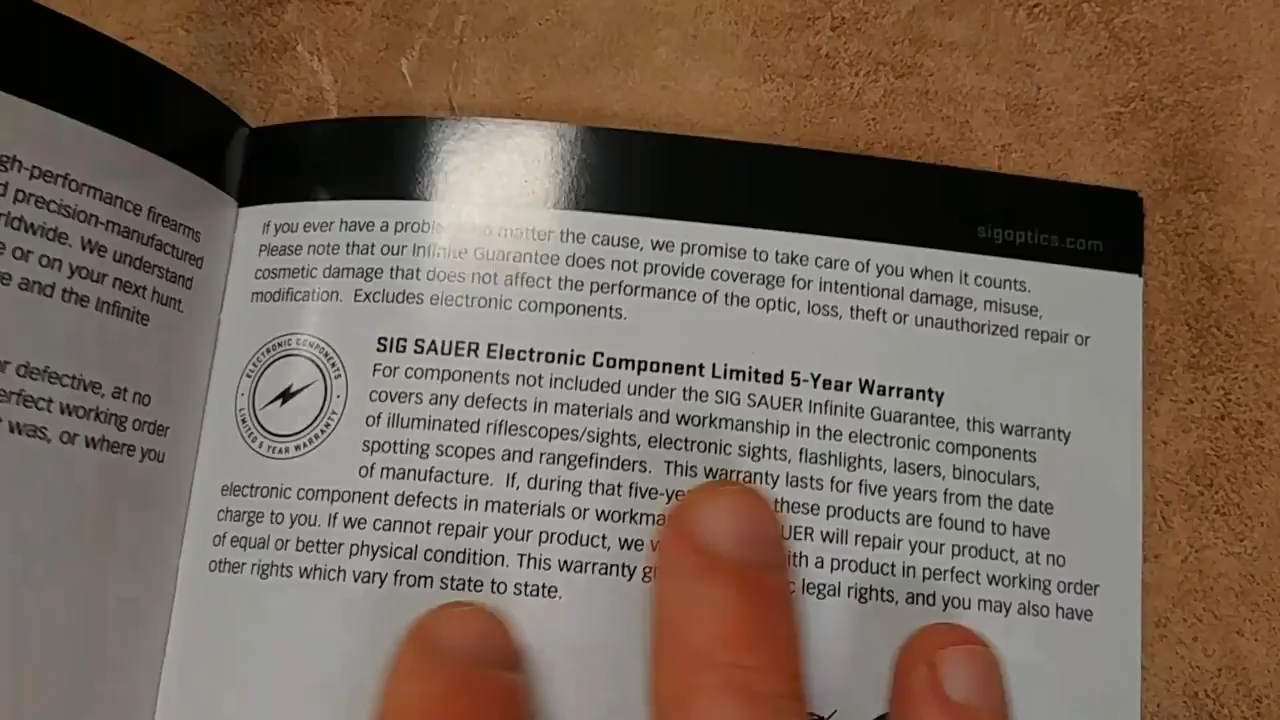 gh-performance firearms
d precision-manufactured
rldwide. We understand
e or on your next hunt.
e and the Infinite
or defective, at no
erfect working order
was, or where you
sigoptics.com
If you ever have a matter the cause, we promise to take care of you when it counts.
Please note that our Infinite Guarantee does not provide coverage for intentional damage, misuse,
cosmetic damage that does not affect the performance of the optic, loss, theft or unauthorized repair or
modification. Excludes electronic components.
ELECTRONIC COMPONENTS
LIMITED 5 YEAR WARRANTY
SIG SAUER Electronic Component Limited 5-Year Warranty
For components not included under the SIG SAUER Infinite Guarantee, this warranty
covers any defects in materials and workmanship in the electronic components
of illuminated riflescopes/sights, electronic sights, flashlights, lasers, binoculars,
spotting scopes and rangefinders. This warranty lasts for five years from the date
of manufacture. If, during that five-ye these products are found to have
electronic component defects in materials or workma UER will repair your product, at no
charge to you. If we cannot repair your product, we ith a product in perfect working order
of equal or better physical condition. This warranty legal rights, and you may also have
other rights which vary from state to state.